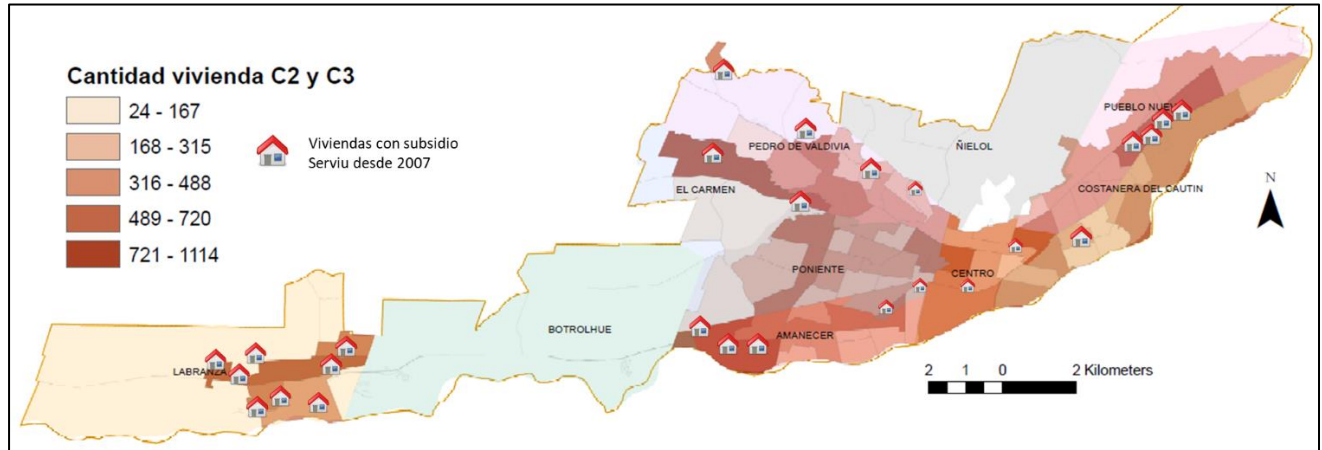 Cantidad vivienda C2 y C3
24 - 167
168 - 315
316 - 488
489 - 720
721 - 1114
Viviendas con subsidio
Serviu desde 2007
PUEBLO NUEV
PEDRO DE VALDIVIA
ÑIELOL
EL CARMEN
COSTANERA DEL CAUTIN
N
PONIENTE
CENTRO
BOTROLHUE
AMANECER
LABRANZA
2 1 0 2 Kilometers